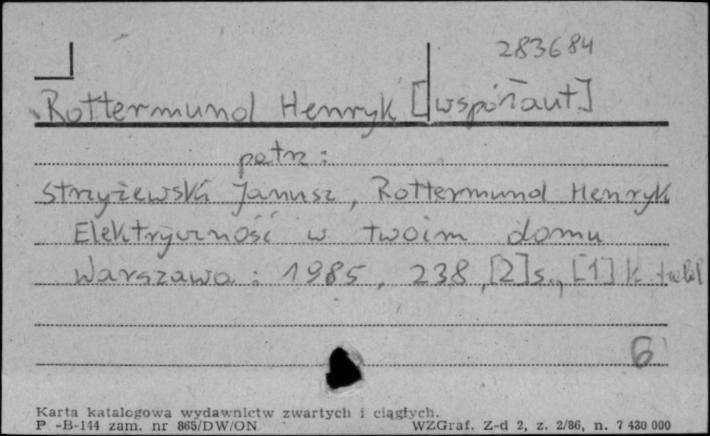 283684
Rottermund Henryk [współaut.]
patrz:
Strzyżewski Janusz, Rottermund Henryk
Elektryczność w twoim domu
Warszawa: 1985, 238, [2] s., [1] k. tabl
6
Karta katalogowa wydawnictw zwartych i ciągłych.
P -B-144 zam. nr 865/DW/ON WZGraf. Z-d 2, z. 2/86, n. 7 430 000